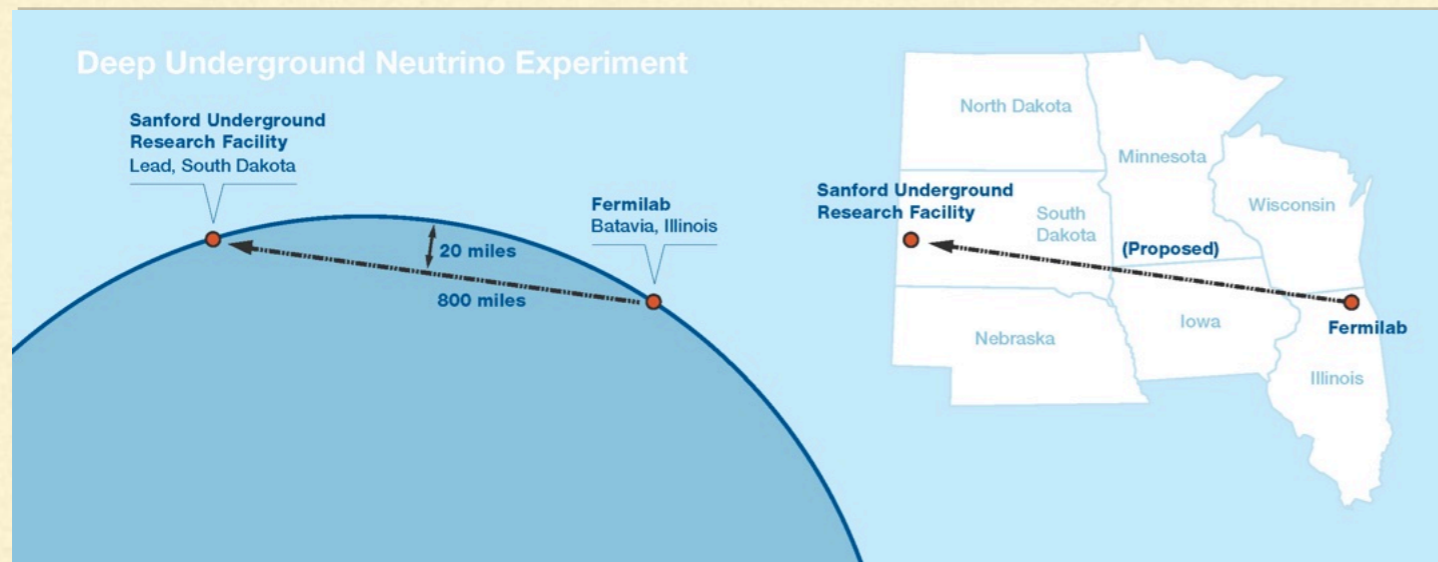 Deep Underground Neutrino Experiment
Sanford Underground
Research Facility
Lead, South Dakota
Fermilab
Batavia, Illinois
20 miles
800 miles
North Dakota
Minnesota
Sanford Underground
Research Facility
South
Dakota
Wisconsin
(Proposed)
Nebraska
Iowa
Fermilab
Illinois